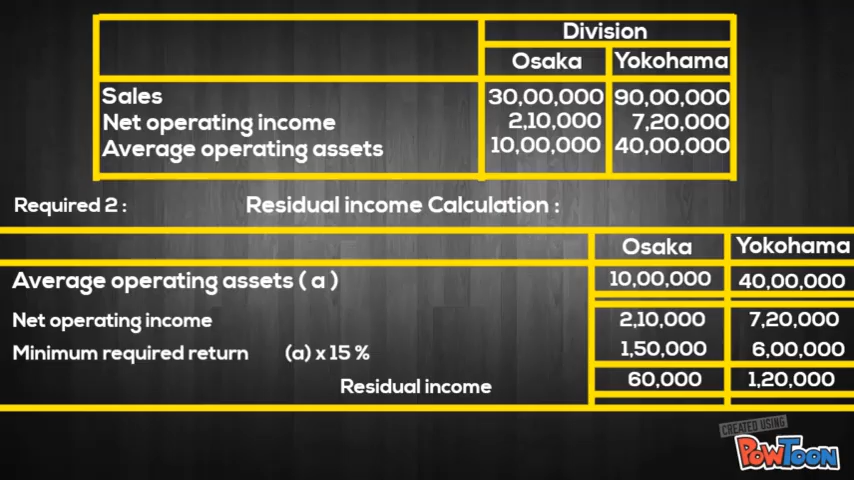 Division
Osaka Yokohama
Sales 30,00,000 90,00,000
Net operating income 2,10,000 7,20,000
Average operating assets 10,00,000 40,00,000
Required 2 : Residual income Calculation :
Osaka Yokohama
Average operating assets ( a ) 10,00,000 40,00,000
Net operating income 2,10,000 7,20,000
Minimum required return (a) x 15 % 1,50,000 6,00,000
Residual income 60,000 1,20,000
CREATED USING
POWTOON